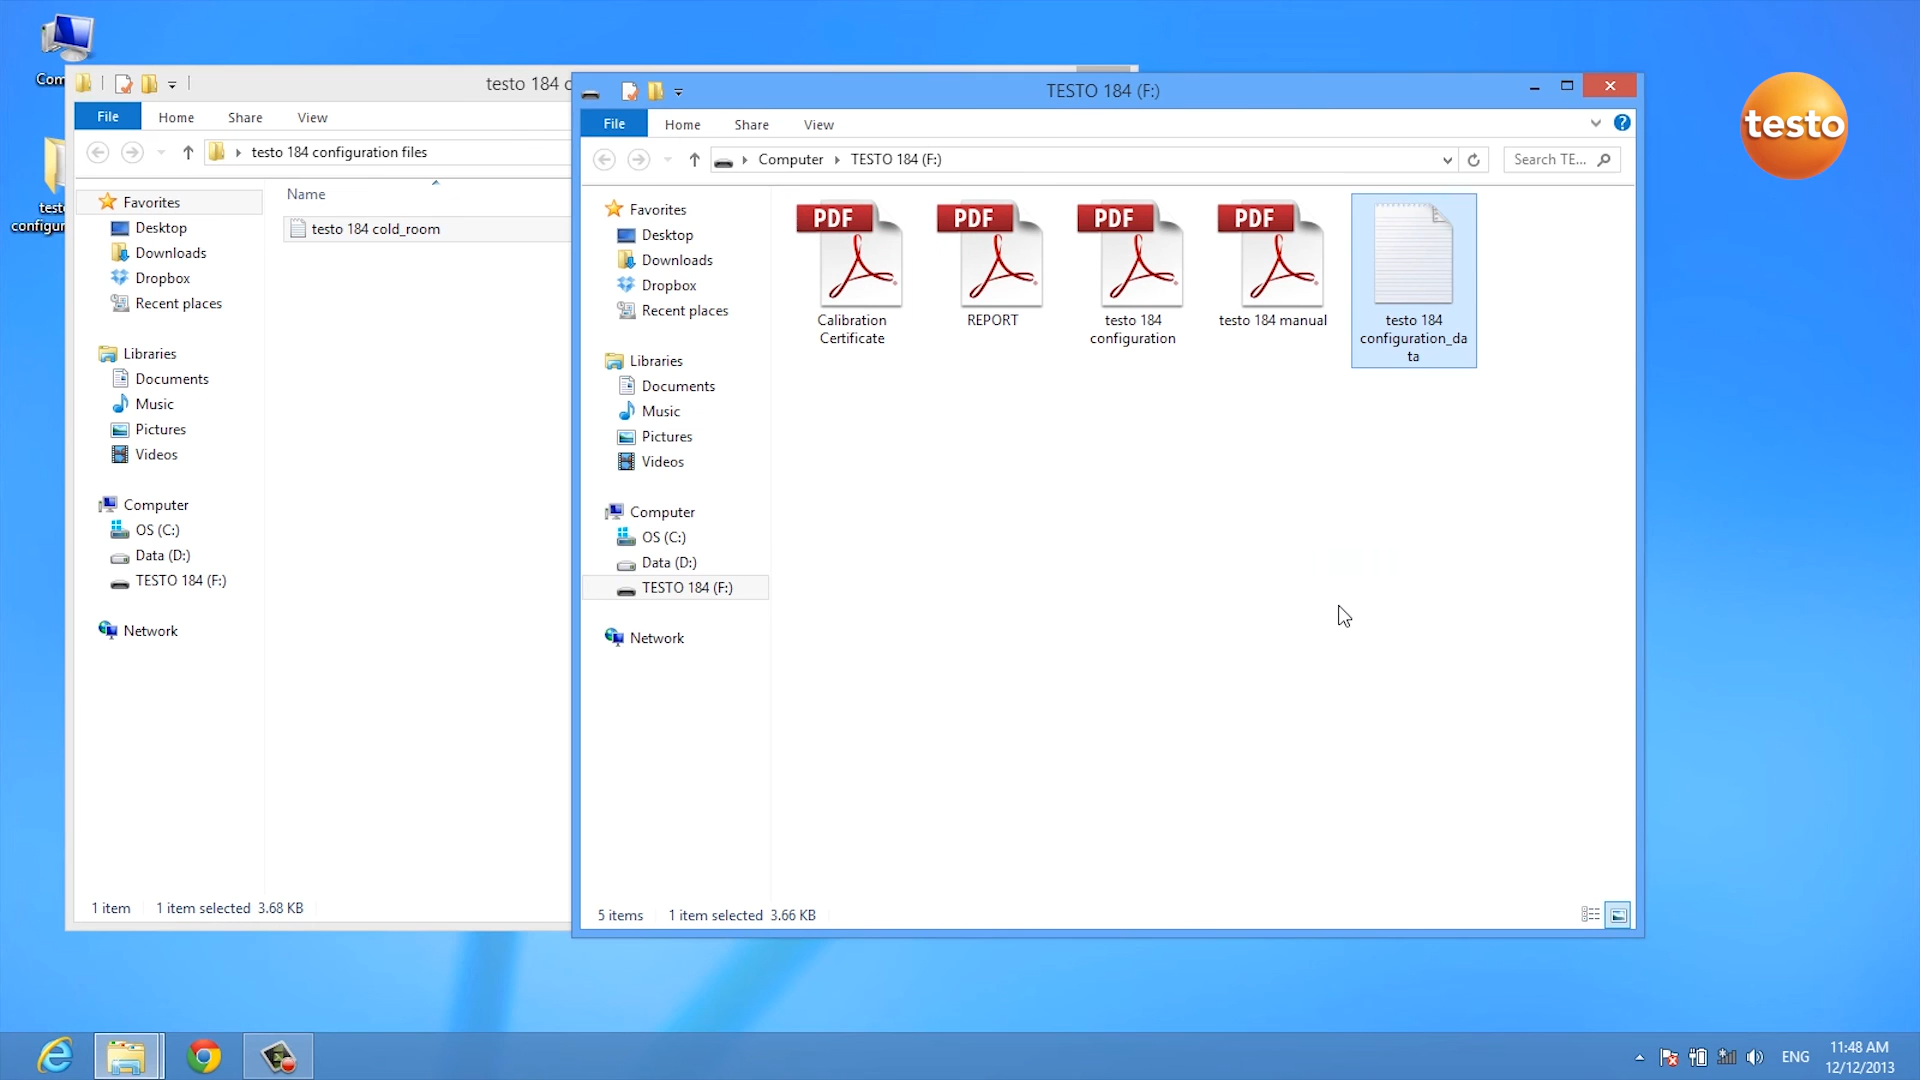 Com
testo
configur
testo 184 c
File
Home
Share
View
testo 184 configuration files
Name
testo 184 cold_room
Favorites
Desktop
Downloads
Dropbox
Recent places
Libraries
Documents
Music
Pictures
Videos
Computer
OS (C:)
Data (D:)
TESTO 184 (F:)
Network
1 item
1 item selected 3.68 KB
TESTO 184 (F:)
File
Home
Share
View
Computer
TESTO 184 (F:)
Search TE...
Favorites
Desktop
Downloads
Dropbox
Recent places
Libraries
Documents
Music
Pictures
Videos
Computer
OS (C:)
Data (D:)
TESTO 184 (F:)
Network
PDF
Calibration
Certificate
PDF
REPORT
PDF
testo 184
configuration
PDF
testo 184 manual
testo 184
configuration_da
ta
5 items
1 item selected 3.66 KB
testo
ENG
11:48 AM
12/12/2013